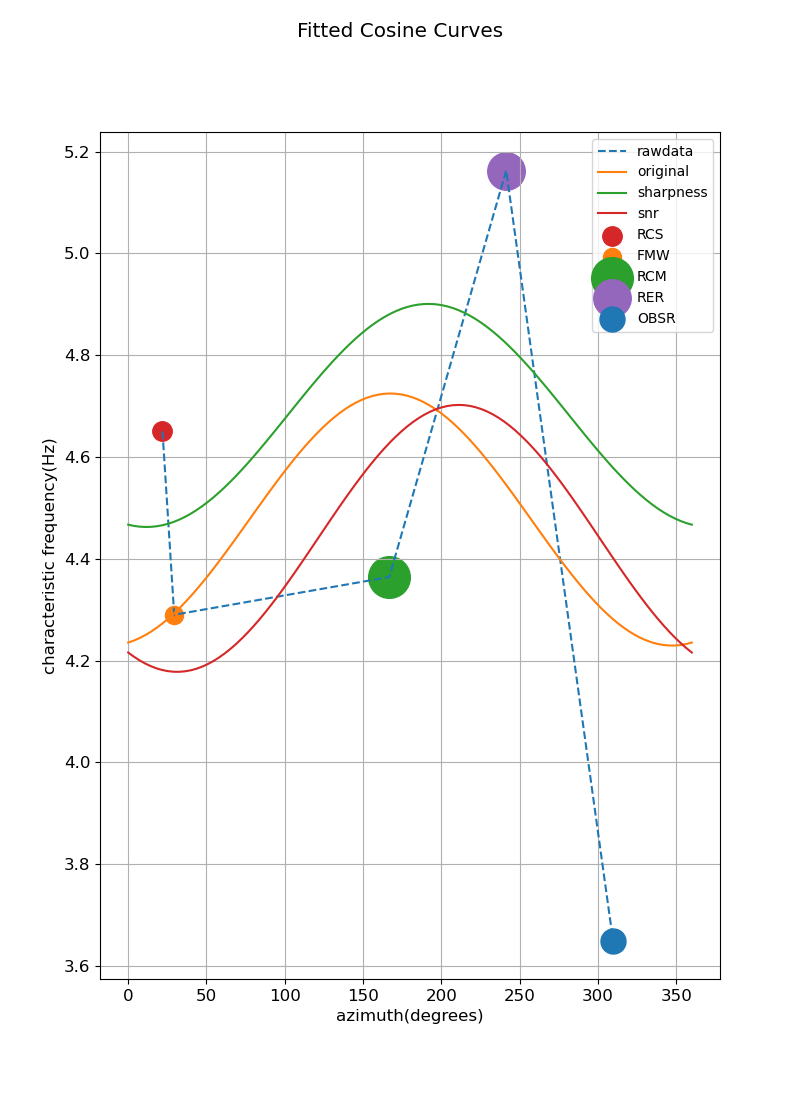 Fitted Cosine Curves
rawdata
original
sharpness
snr
RCS
FMW
RCM
RER
OBSR
5.2
5.0
4.8
4.6
4.4
4.2
4.0
3.8
3.6
characteristic frequency(Hz)
0 50 100 150 200 250 300 350
azimuth(degrees)